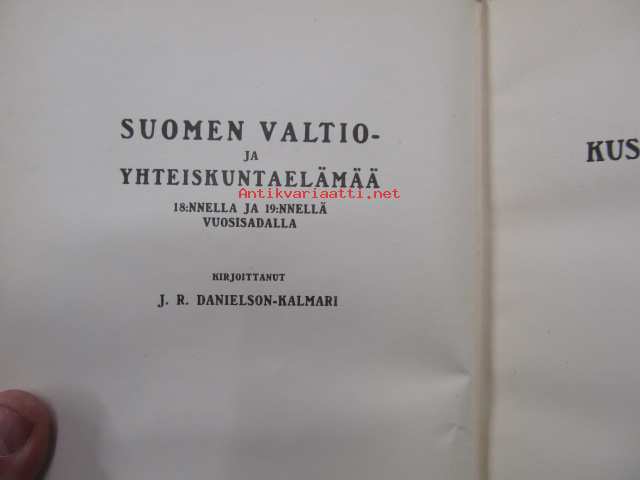 SUOMEN VALTIO-
JA
YHTEISKUNTAELÄMÄÄ
Antikvariaatti.net
18:NNELLA JA 19:NNELLÄ
VUOSISADALLA
KIRJOITTANUT
J. R. DANIELSON-KALMARI
KUS